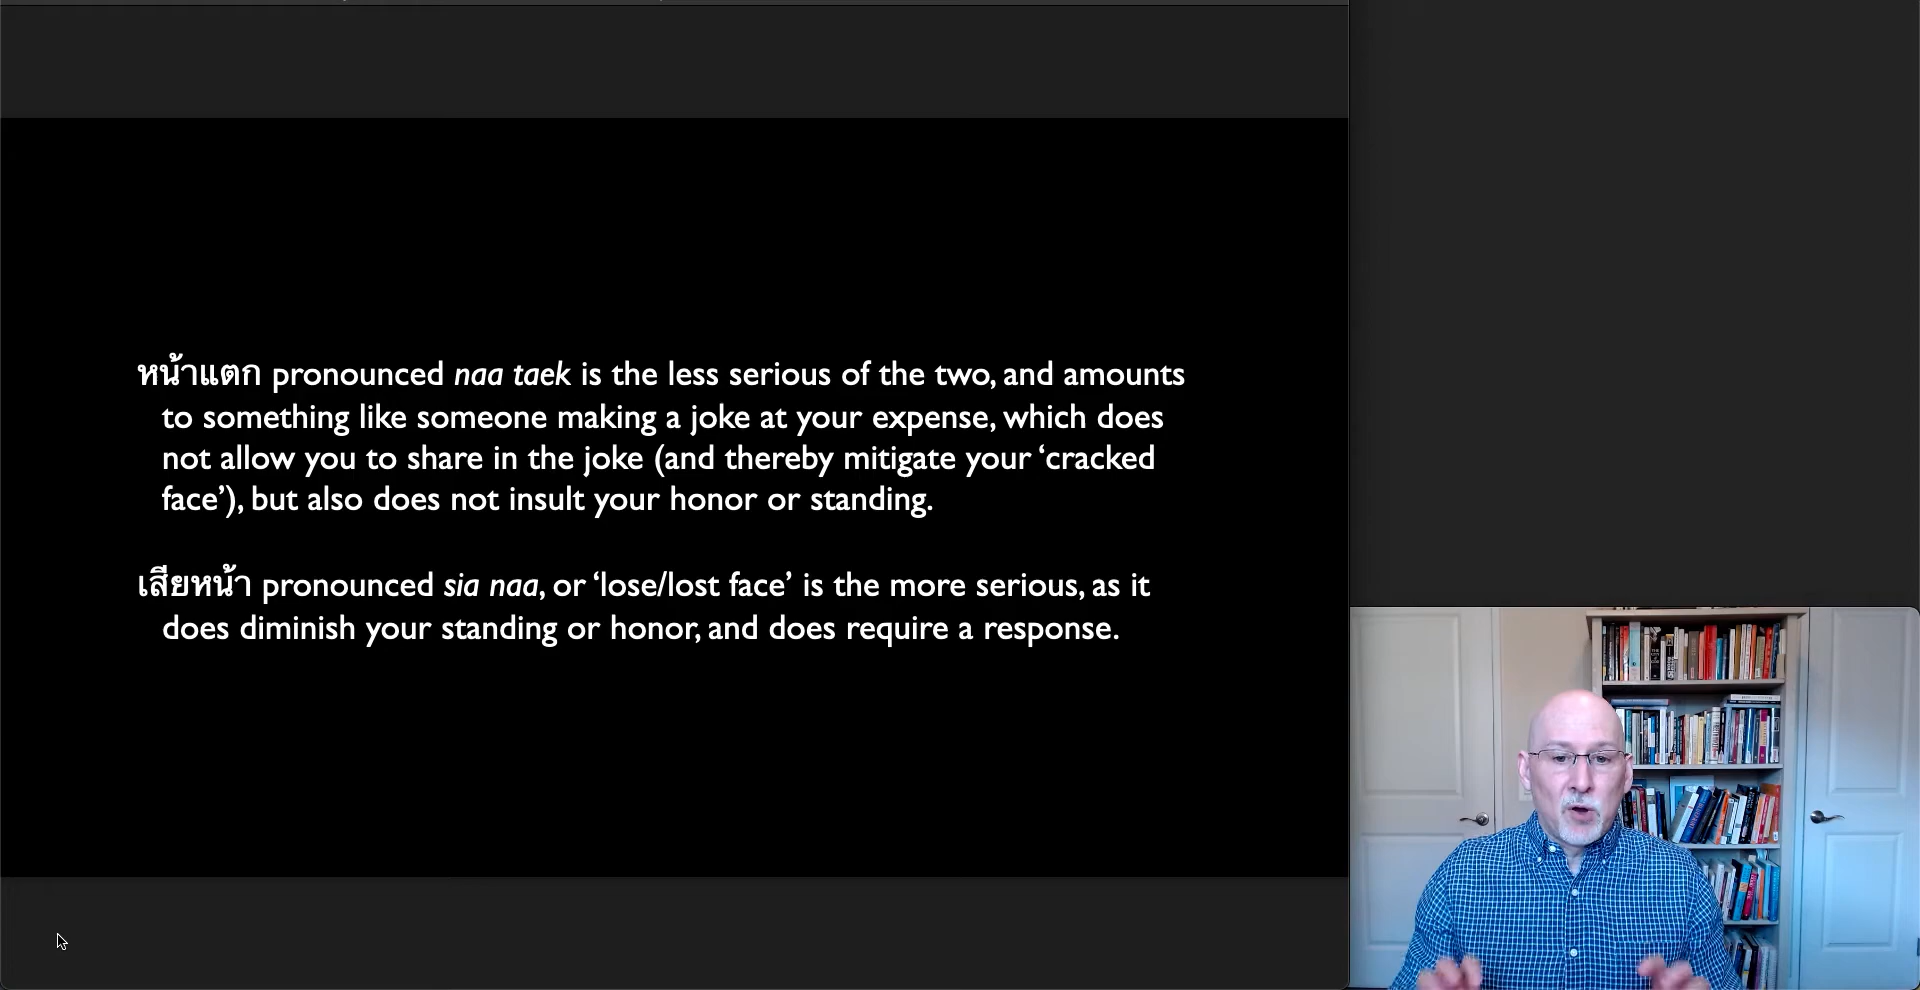 หน้าแตก pronounced naa taek is the less serious of the two, and amounts
to something like someone making a joke at your expense, which does
not allow you to share in the joke (and thereby mitigate your ‘cracked
face’), but also does not insult your honor or standing.
เสียหน้า pronounced sia naa, or ‘lose/lost face’ is the more serious, as it
does diminish your standing or honor, and does require a response.